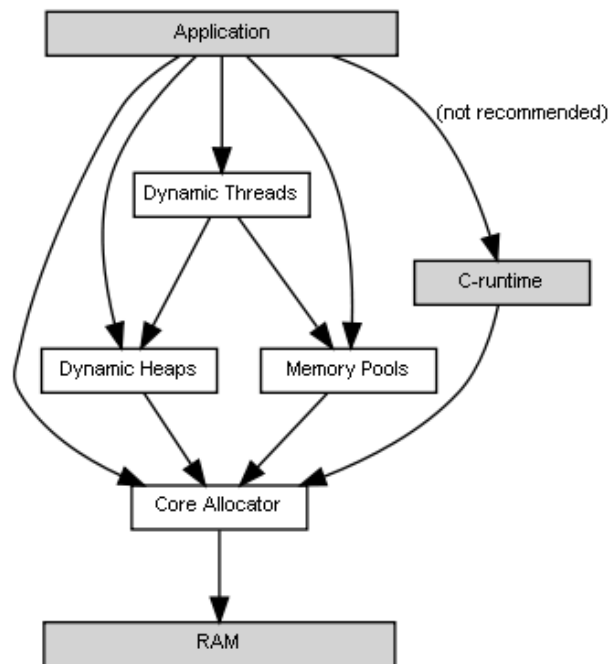 Application
(not recommended)
Dynamic Threads
C-runtime
Dynamic Heaps
Memory Pools
Core Allocator
RAM